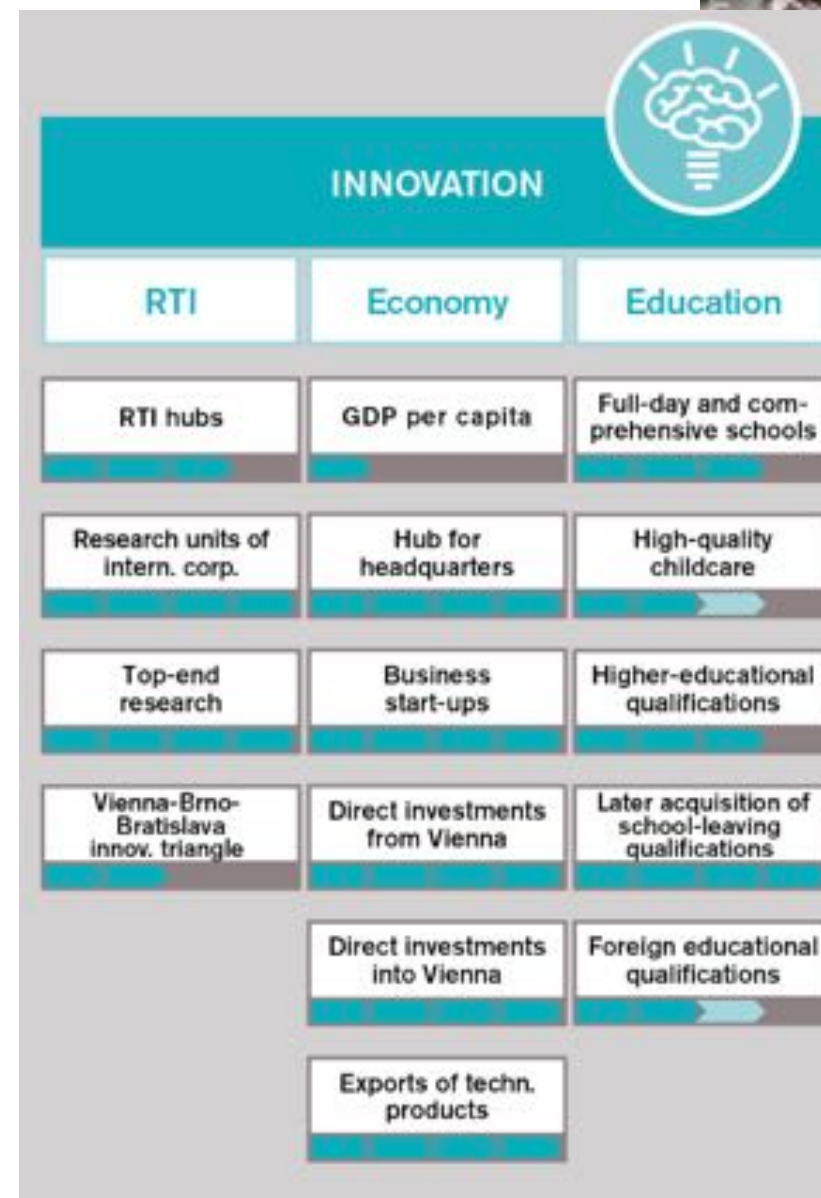 INNOVATION
RTI
Economy
Education
RTI hubs
GDP per capita
Full-day and com-
prehensive schools
Research units of
intern. corp.
Hub for
headquarters
High-quality
childcare
Top-end
research
Business
start-ups
Higher-educational
qualifications
Vienna-Brno-
Bratislava
innov. triangle
Direct investments
from Vienna
Later acquisition of
school-leaving
qualifications
Direct investments
into Vienna
Foreign educational
qualifications
Exports of techn.
products